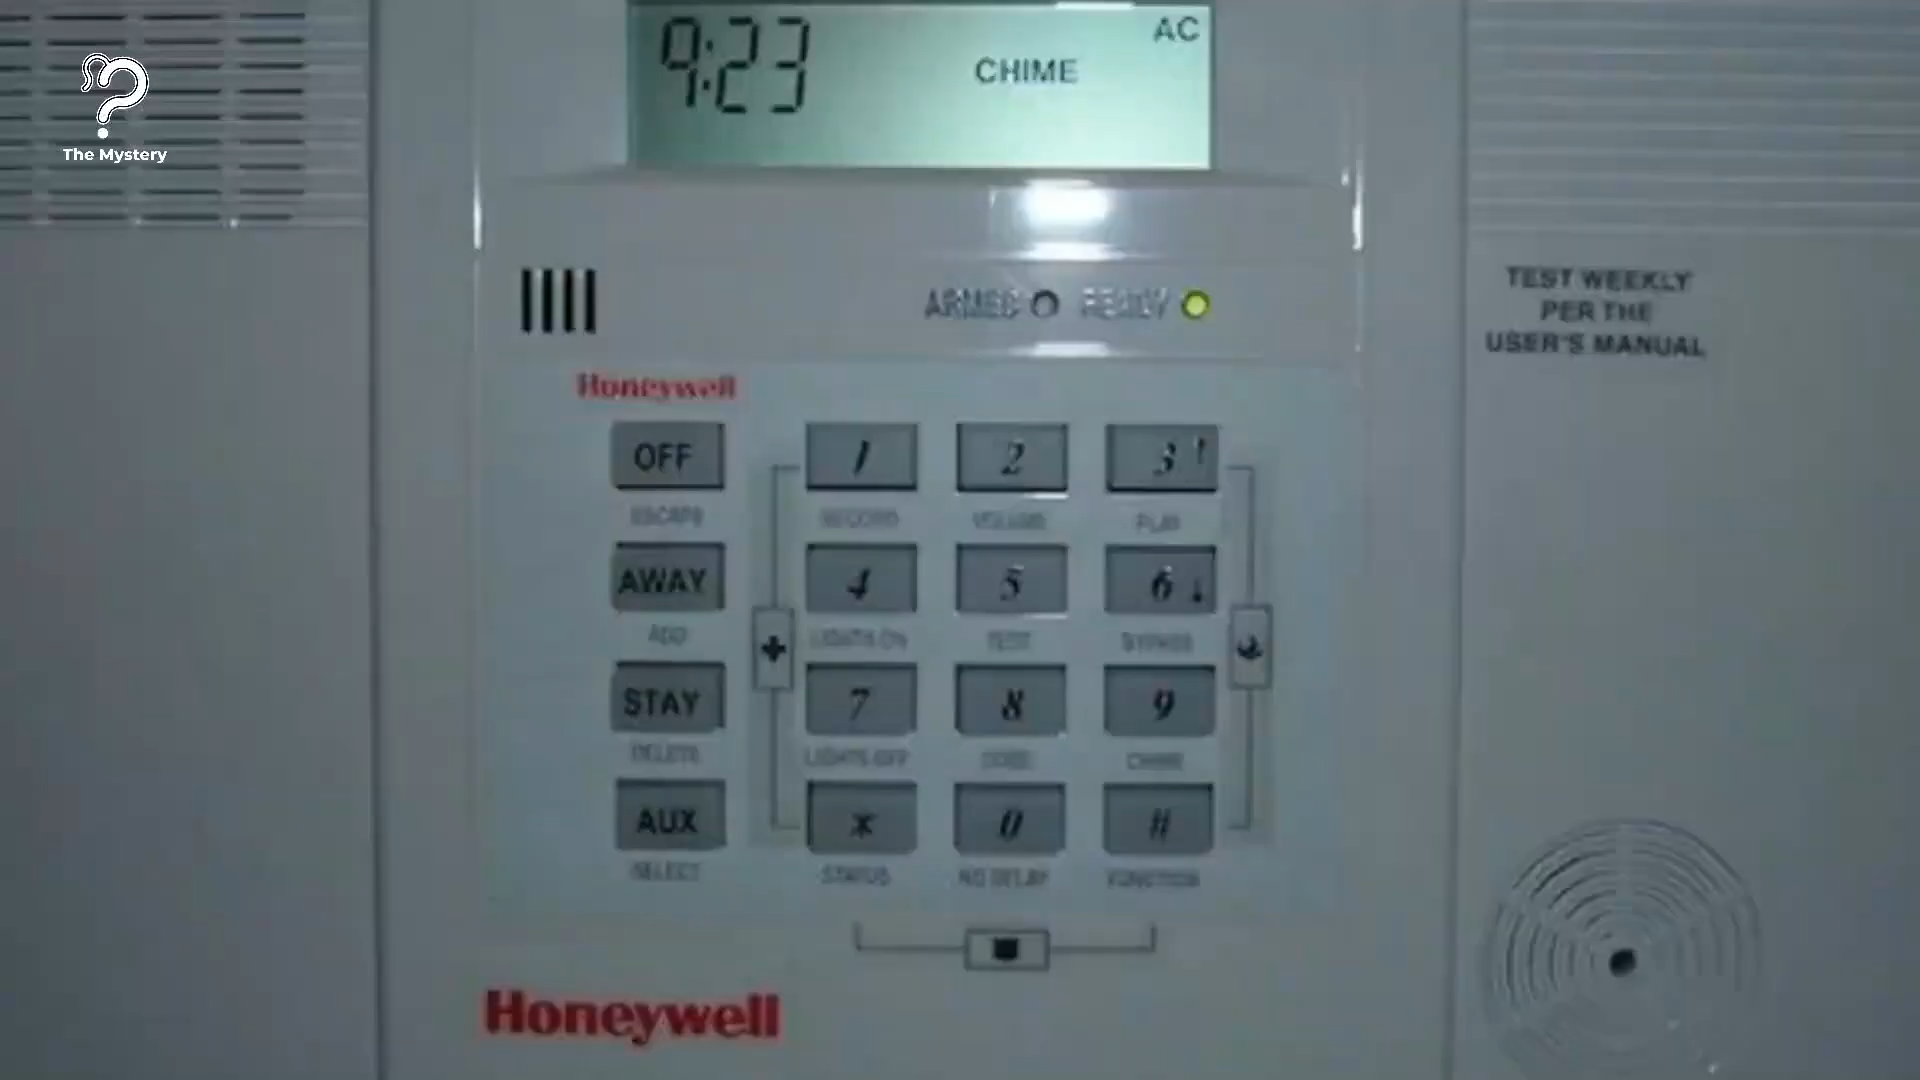 9:23
CHIME
AC
The Mystery
ARMED
READY
TEST WEEKLY
PER THE
USER'S MANUAL
Honeywell
OFF
1
2
3 ↑
ESCAPE
RECORD
VOLUME
PLAY
AWAY
4
5
6 ↓
ADD
LIGHTS ON
TEST
BYPASS
STAY
7
8
9
DELETE
LIGHTS OFF
CODE
CHIME
AUX
*
0
#
SELECT
STATUS
NO DELAY
FUNCTION
Honeywell